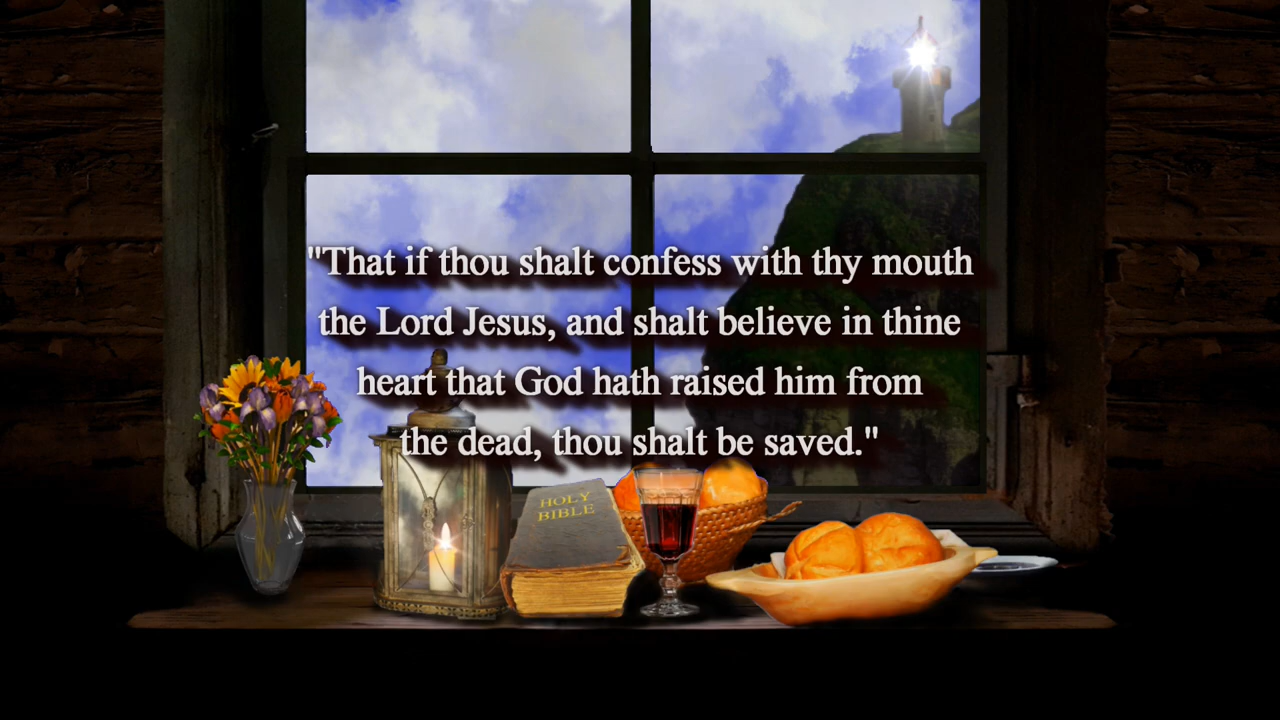 "That if thou shalt confess with thy mouth
the Lord Jesus, and shalt believe in thine
heart that God hath raised him from
the dead, thou shalt be saved."
HOLY
BIBLE